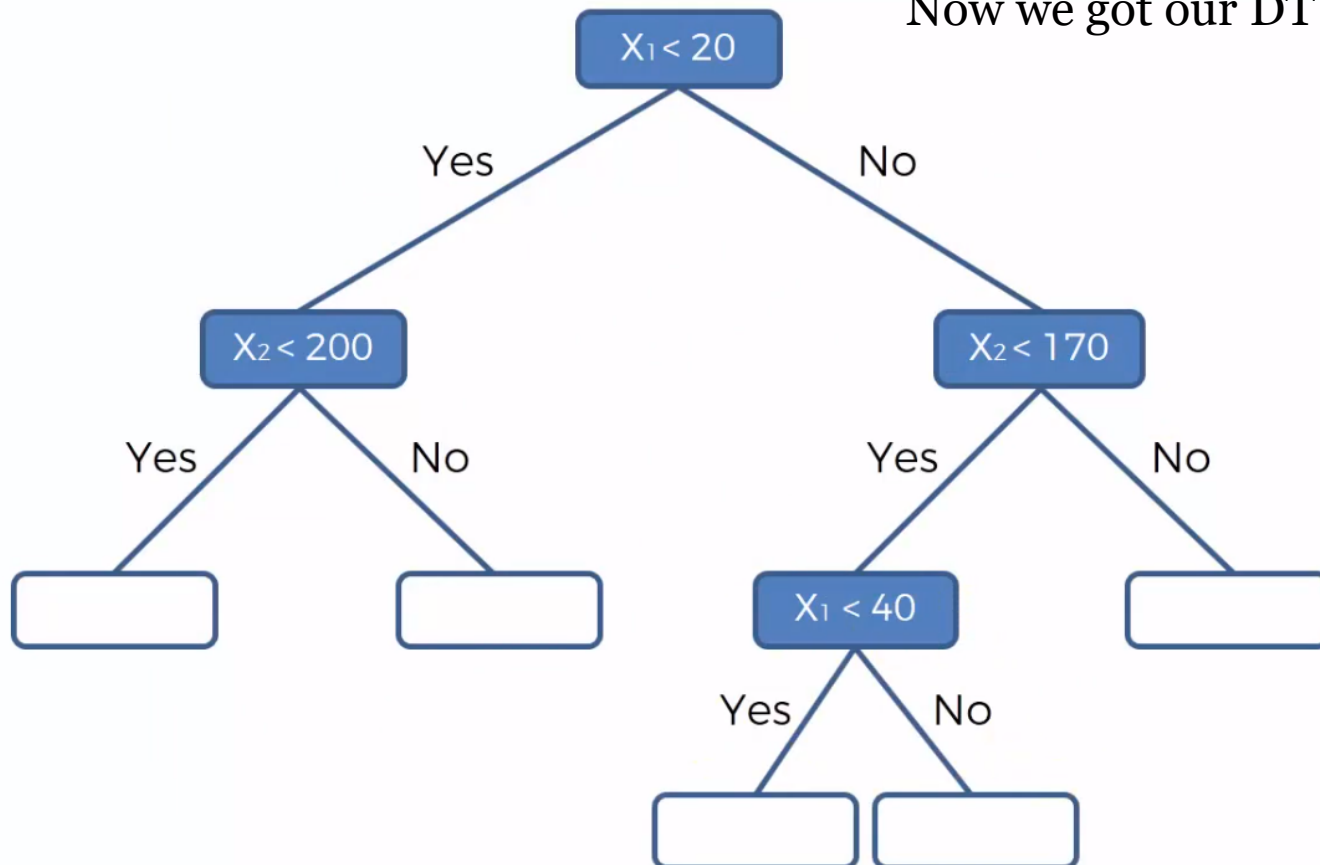 Now we got our DT
X1 < 20
Yes
No
X2 < 200
X2 < 170
Yes
No
Yes
No
X1 < 40
Yes
No